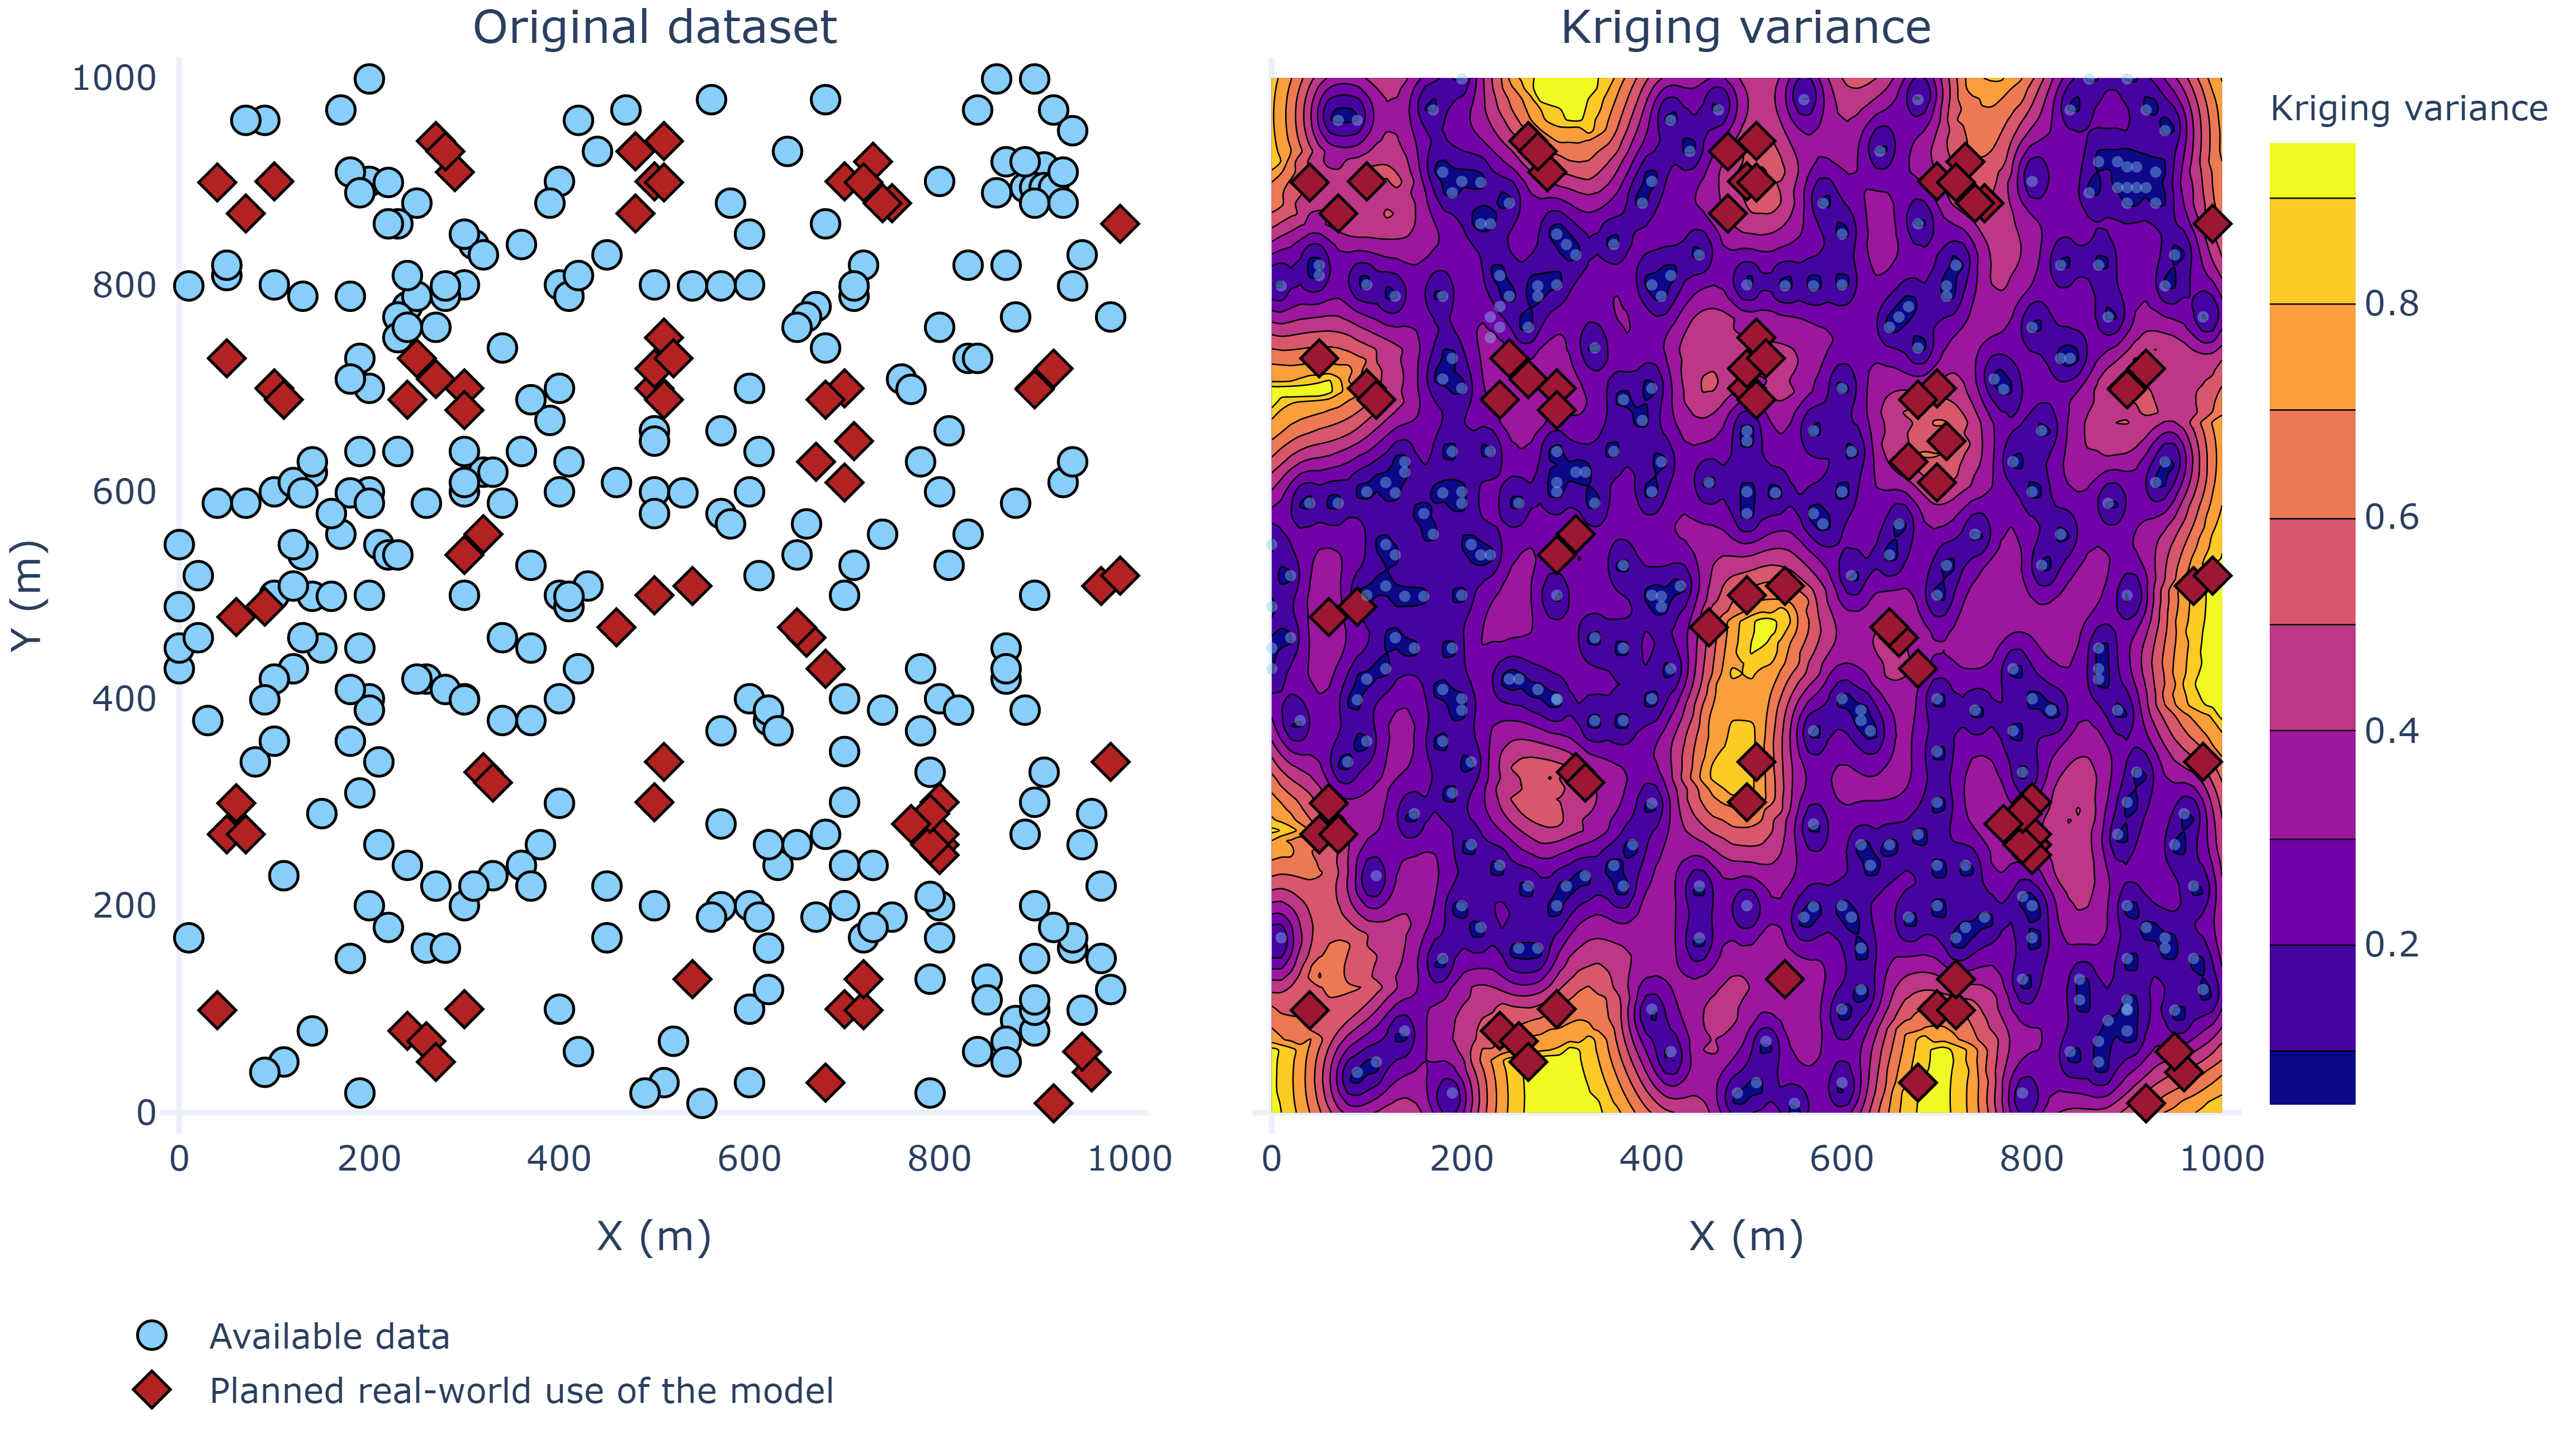 Original dataset
Kriging variance
Kriging variance
1000
800
600
400
200
0
Y (m)
0 200 400 600 800 1000
X (m)
0 200 400 600 800 1000
X (m)
0.8
0.6
0.4
0.2
Available data
Planned real-world use of the model